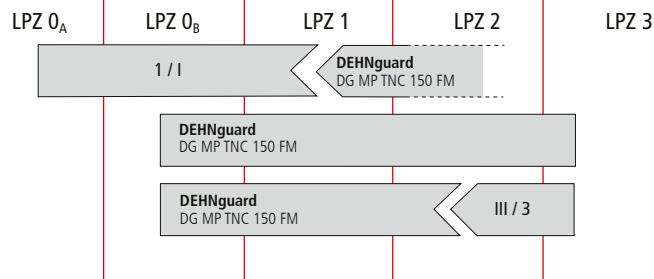 LPZ 0A LPZ 0B LPZ 1 LPZ 2 LPZ 3
1 / I
DEHNguard
DG MP TNC 150 FM
DEHNguard
DG MP TNC 150 FM
DEHNguard
DG MP TNC 150 FM
III / 3